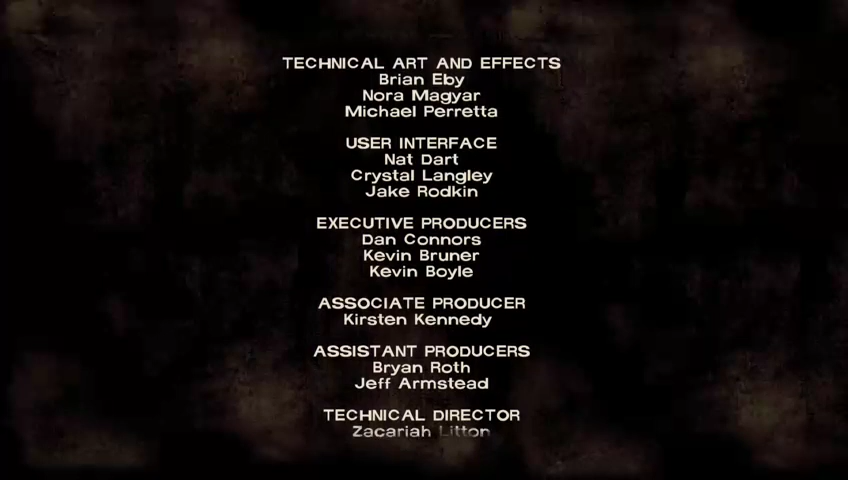 TECHNICAL ART AND EFFECTS
Brian Eby
Nora Magyar
Michael Perretta
USER INTERFACE
Nat Dart
Crystal Langley
Jake Rodkin
EXECUTIVE PRODUCERS
Dan Connors
Kevin Bruner
Kevin Boyle
ASSOCIATE PRODUCER
Kirsten Kennedy
ASSISTANT PRODUCERS
Bryan Roth
Jeff Armstead
TECHNICAL DIRECTOR
Zacariah Litton